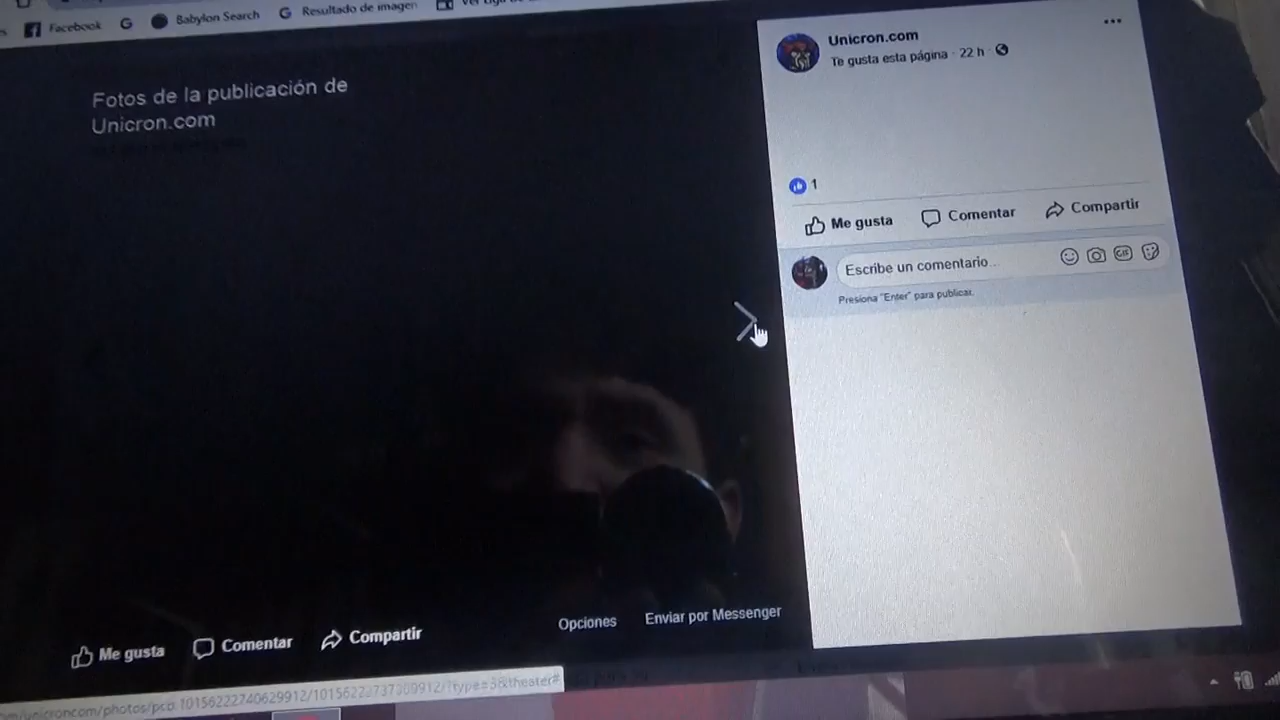 Facebook
Babylon Search
Resultado de imagen
Fotos de la publicación de
Unicron.com
Unicron.com
Te gusta esta página · 22 h ·
1
Me gusta
Comentar
Compartir
Escribe un comentario...
GIF
Presiona "Enter" para publicar.
Opciones
Enviar por Messenger
Me gusta
Comentar
Compartir